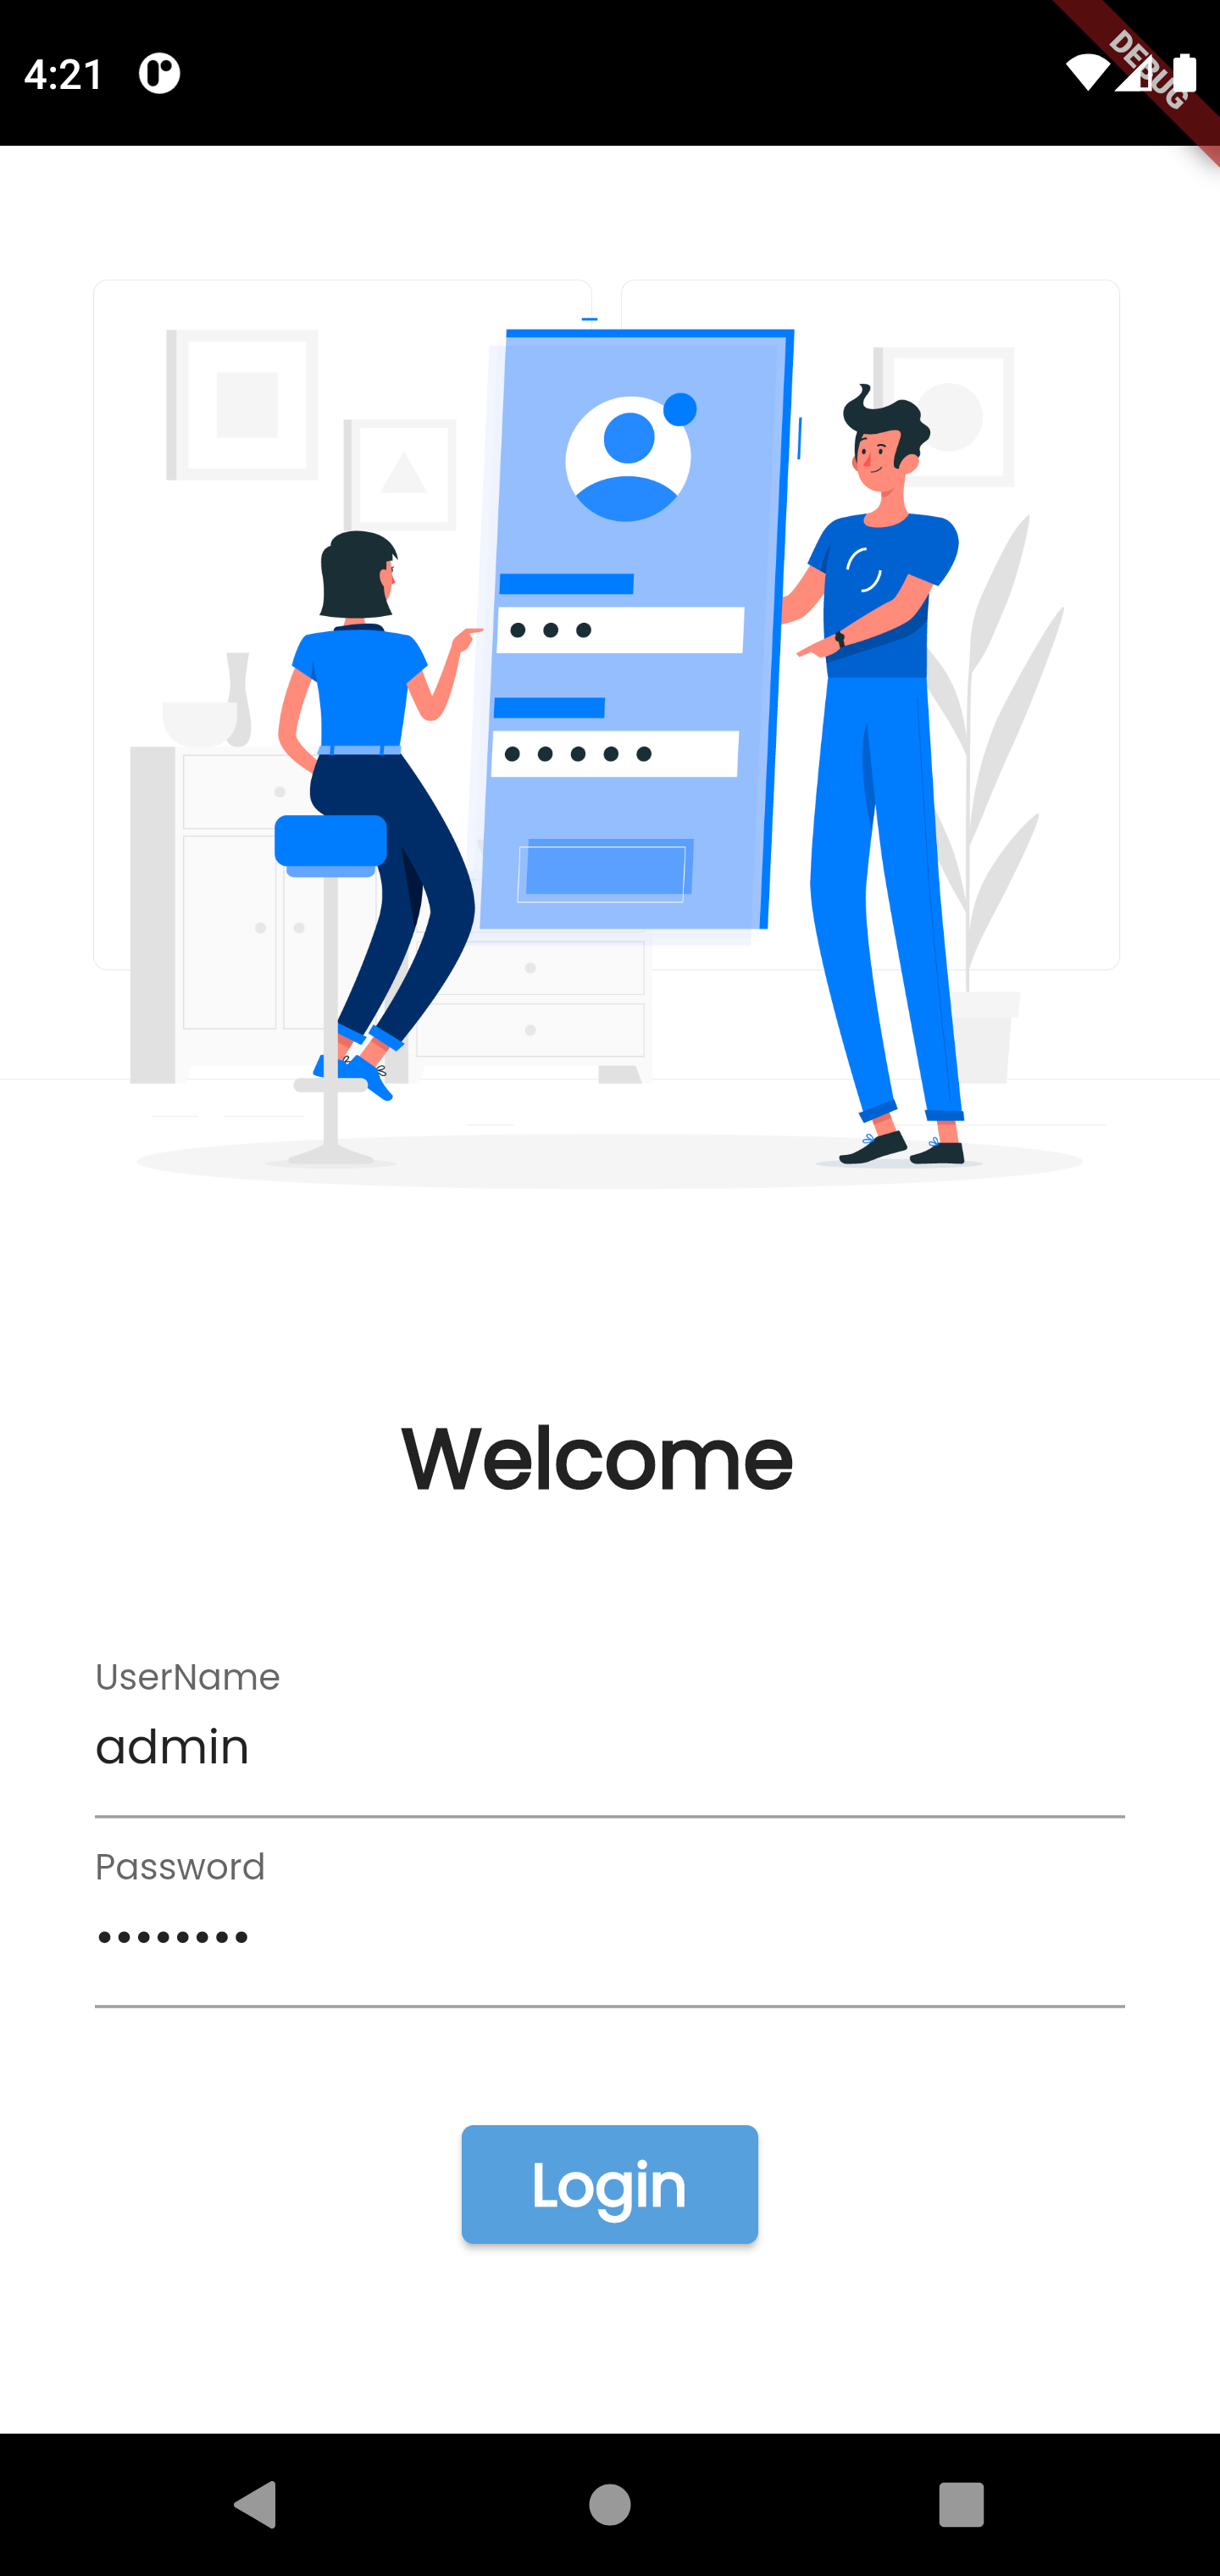 4:21
DEBUG
Welcome
UserName
admin
Password
••••••••
Login